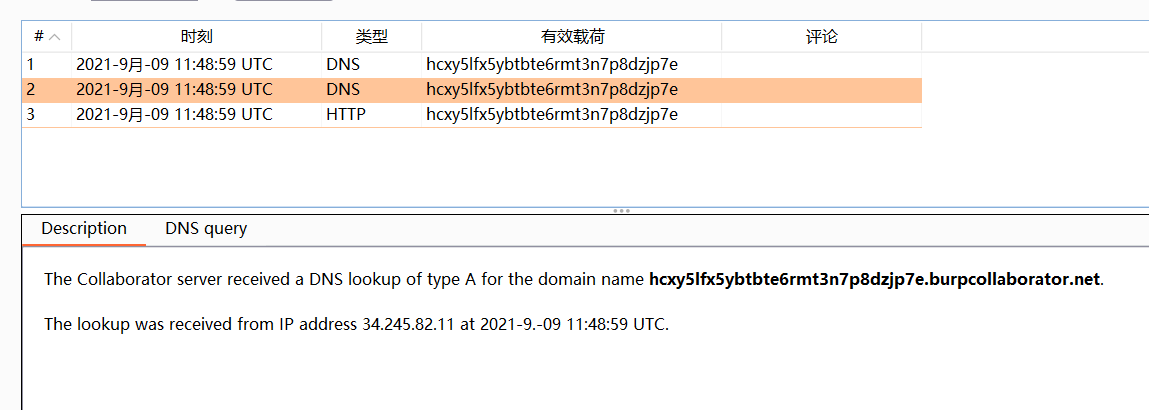 # 时刻 类型 有效载荷 评论
1 2021-9月-09 11:48:59 UTC DNS hcxy5lfx5ybtbte6rmt3n7p8dzjp7e
2 2021-9月-09 11:48:59 UTC DNS hcxy5lfx5ybtbte6rmt3n7p8dzjp7e
3 2021-9月-09 11:48:59 UTC HTTP hcxy5lfx5ybtbte6rmt3n7p8dzjp7e
Description DNS query
The Collaborator server received a DNS lookup of type A for the domain name hcxy5lfx5ybtbte6rmt3n7p8dzjp7e.burpcollaborator.net.
The lookup was received from IP address 34.245.82.11 at 2021-9.-09 11:48:59 UTC.